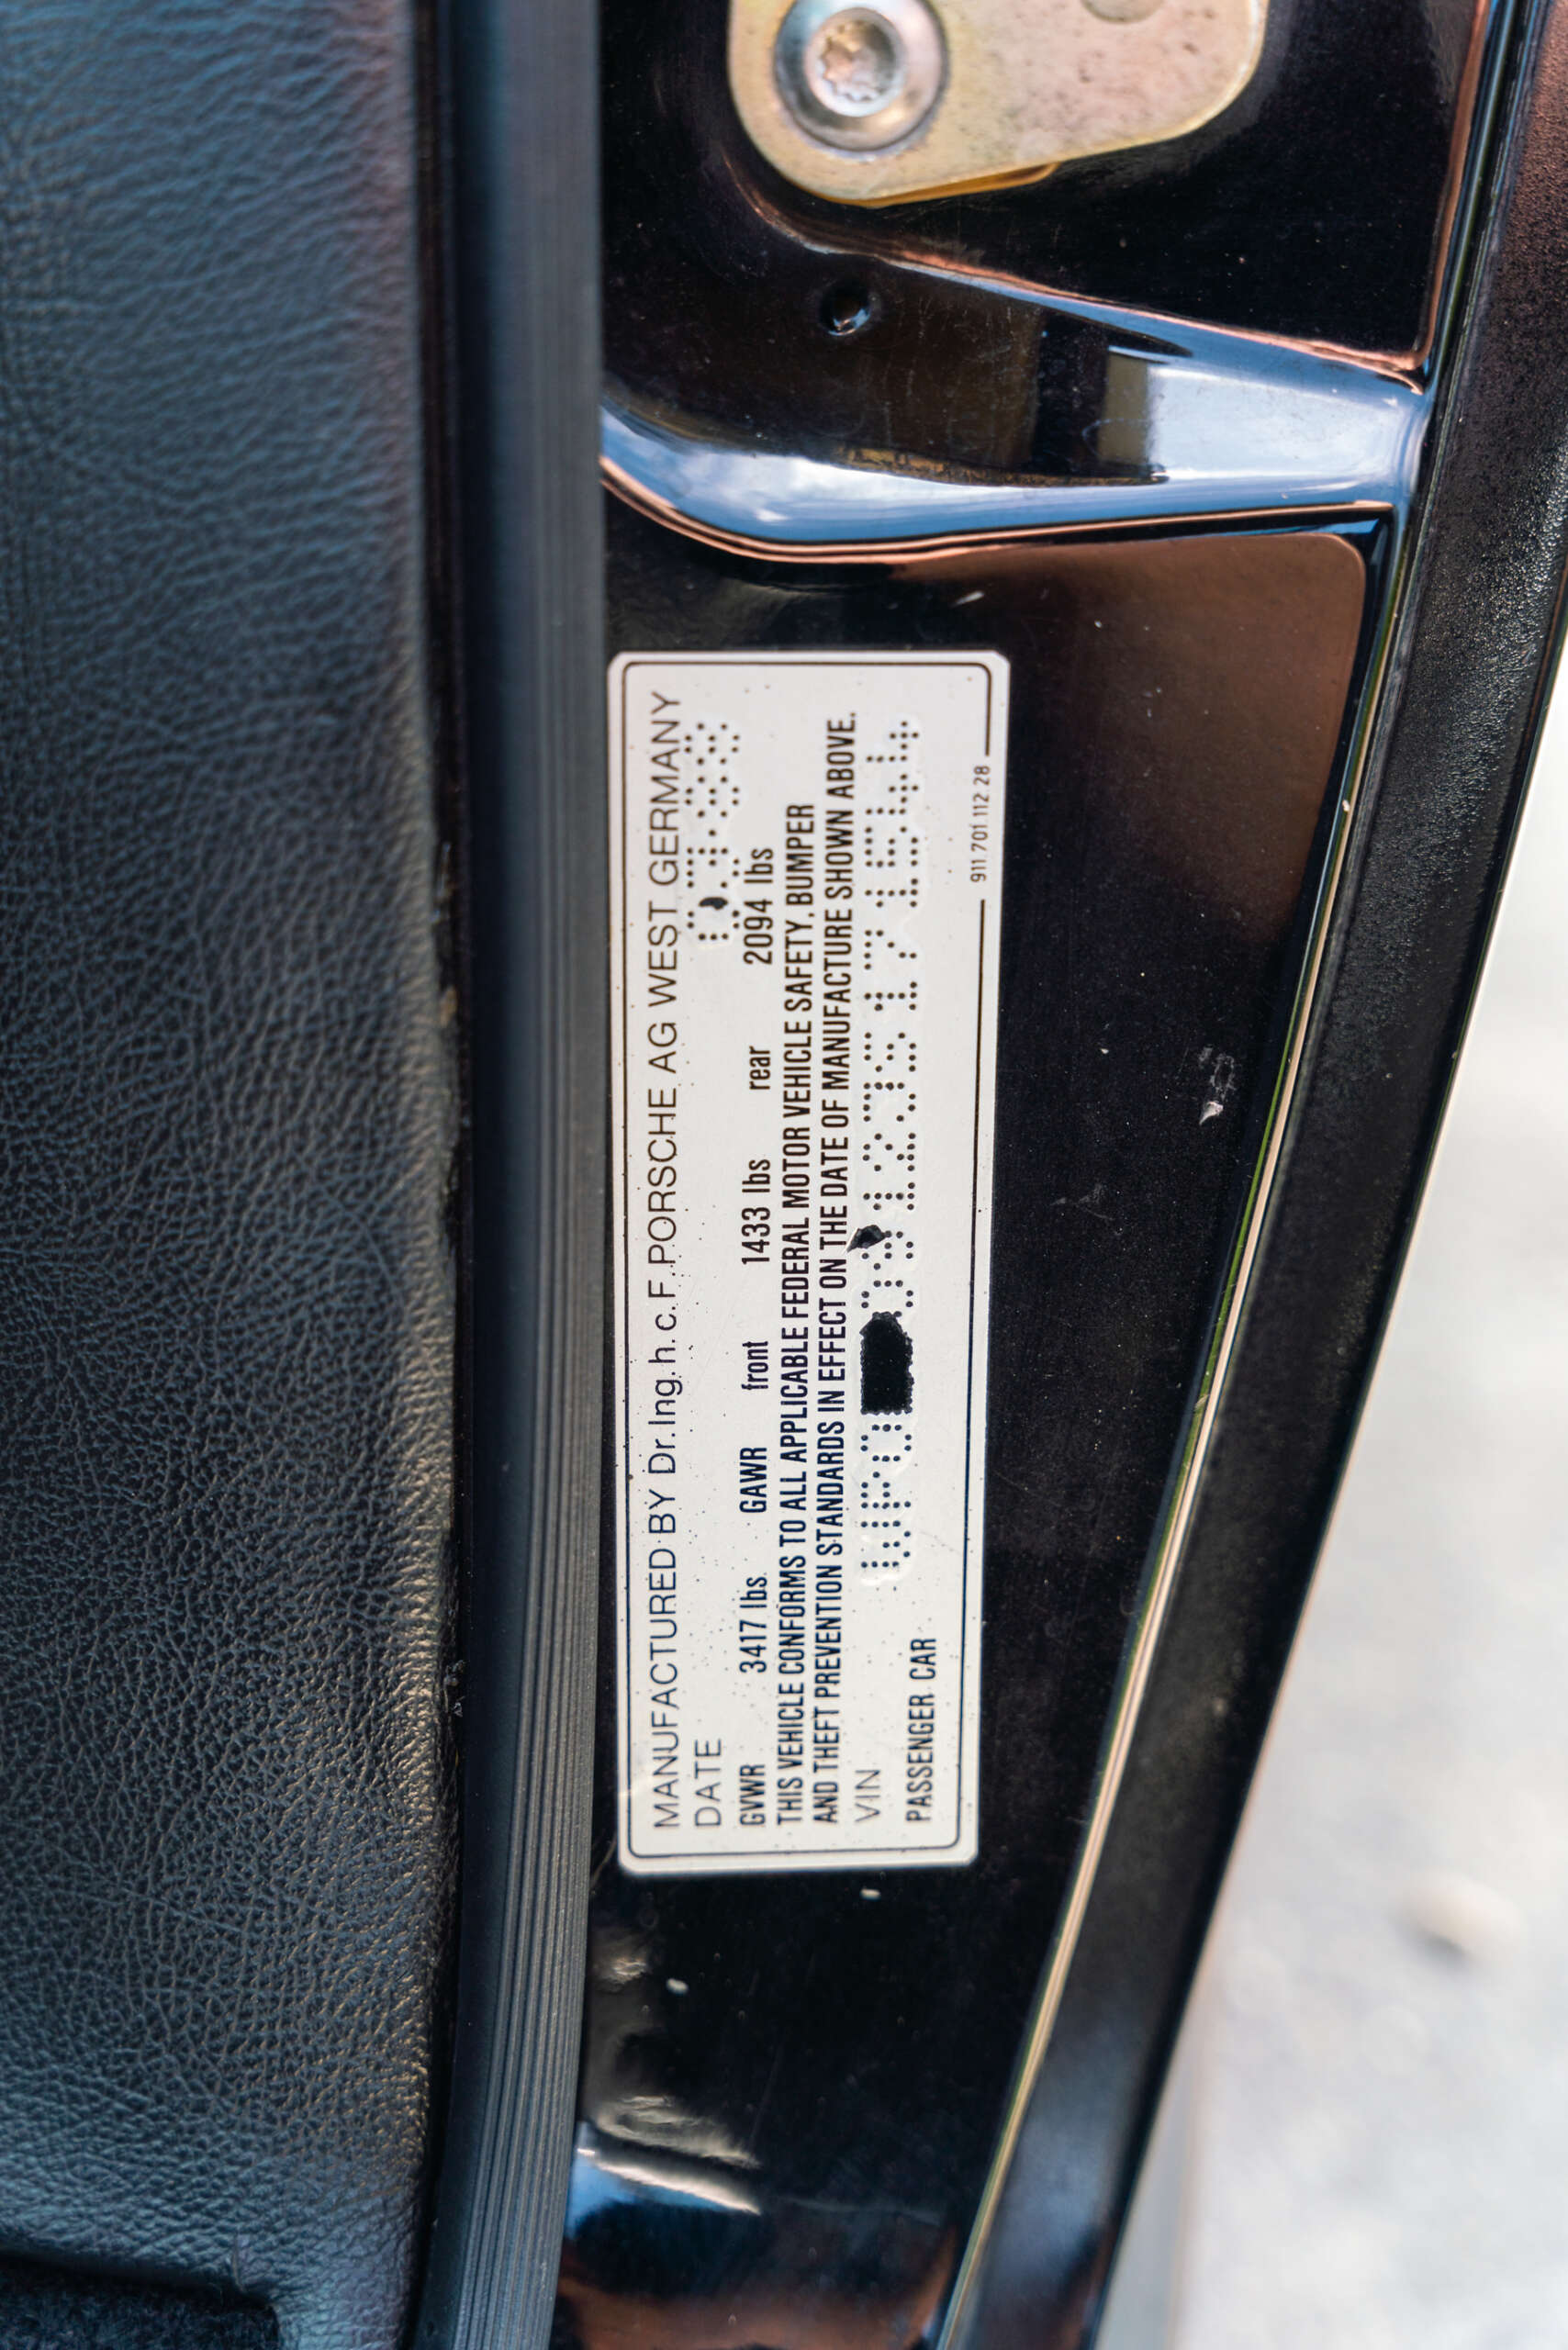 MANUFACTURED BY Dr.Ing.h.c.F.PORSCHE AG WEST GERMANY
DATE
GVWR 3417 lbs GAWR front 1433 lbs rear 2094 lbs
THIS VEHICLE CONFORMS TO ALL APPLICABLE FEDERAL MOTOR VEHICLE SAFETY, BUMPER
AND THEFT PREVENTION STANDARDS IN EFFECT ON THE DATE OF MANUFACTURE SHOWN ABOVE.
VIN
PASSENGER CAR
911.701.112 28